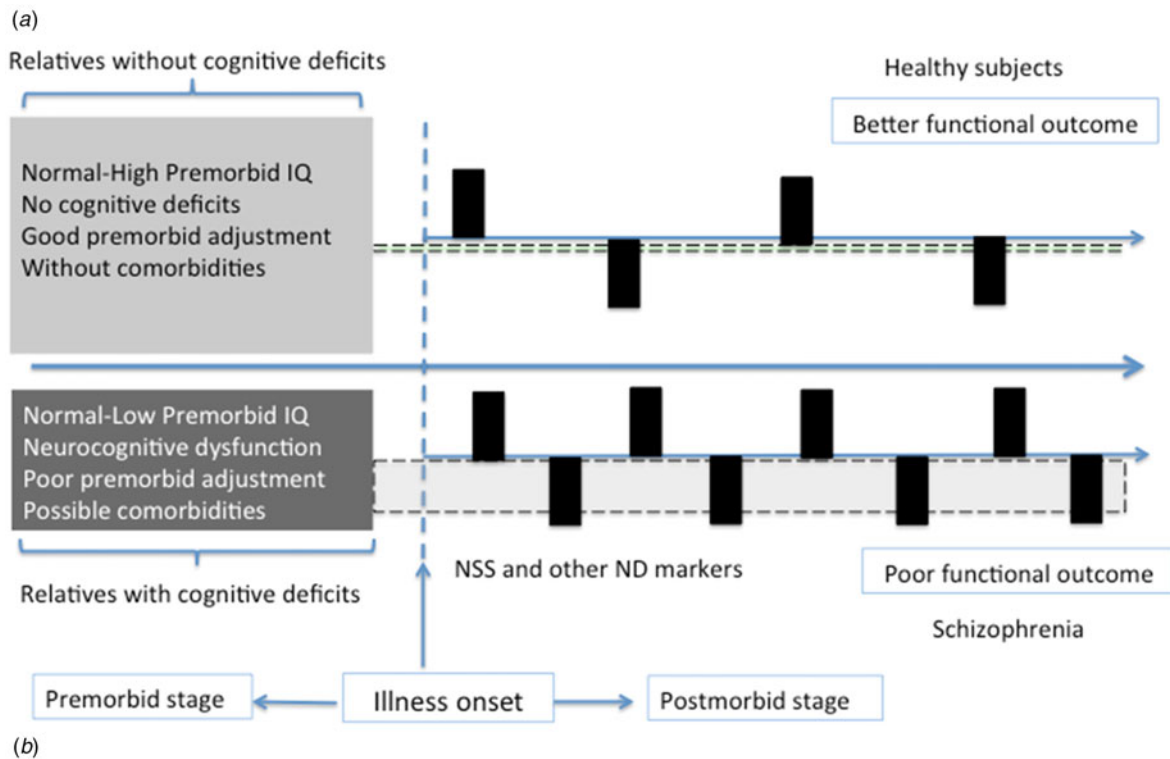 (a)
Relatives without cognitive deficits
Healthy subjects
Better functional outcome
Normal-High Premorbid IQ
No cognitive deficits
Good premorbid adjustment
Without comorbidities
Normal-Low Premorbid IQ
Neurocognitive dysfunction
Poor premorbid adjustment
Possible comorbidities
Relatives with cognitive deficits
NSS and other ND markers
Poor functional outcome
Schizophrenia
Premorbid stage
Illness onset
Postmorbid stage
(b)